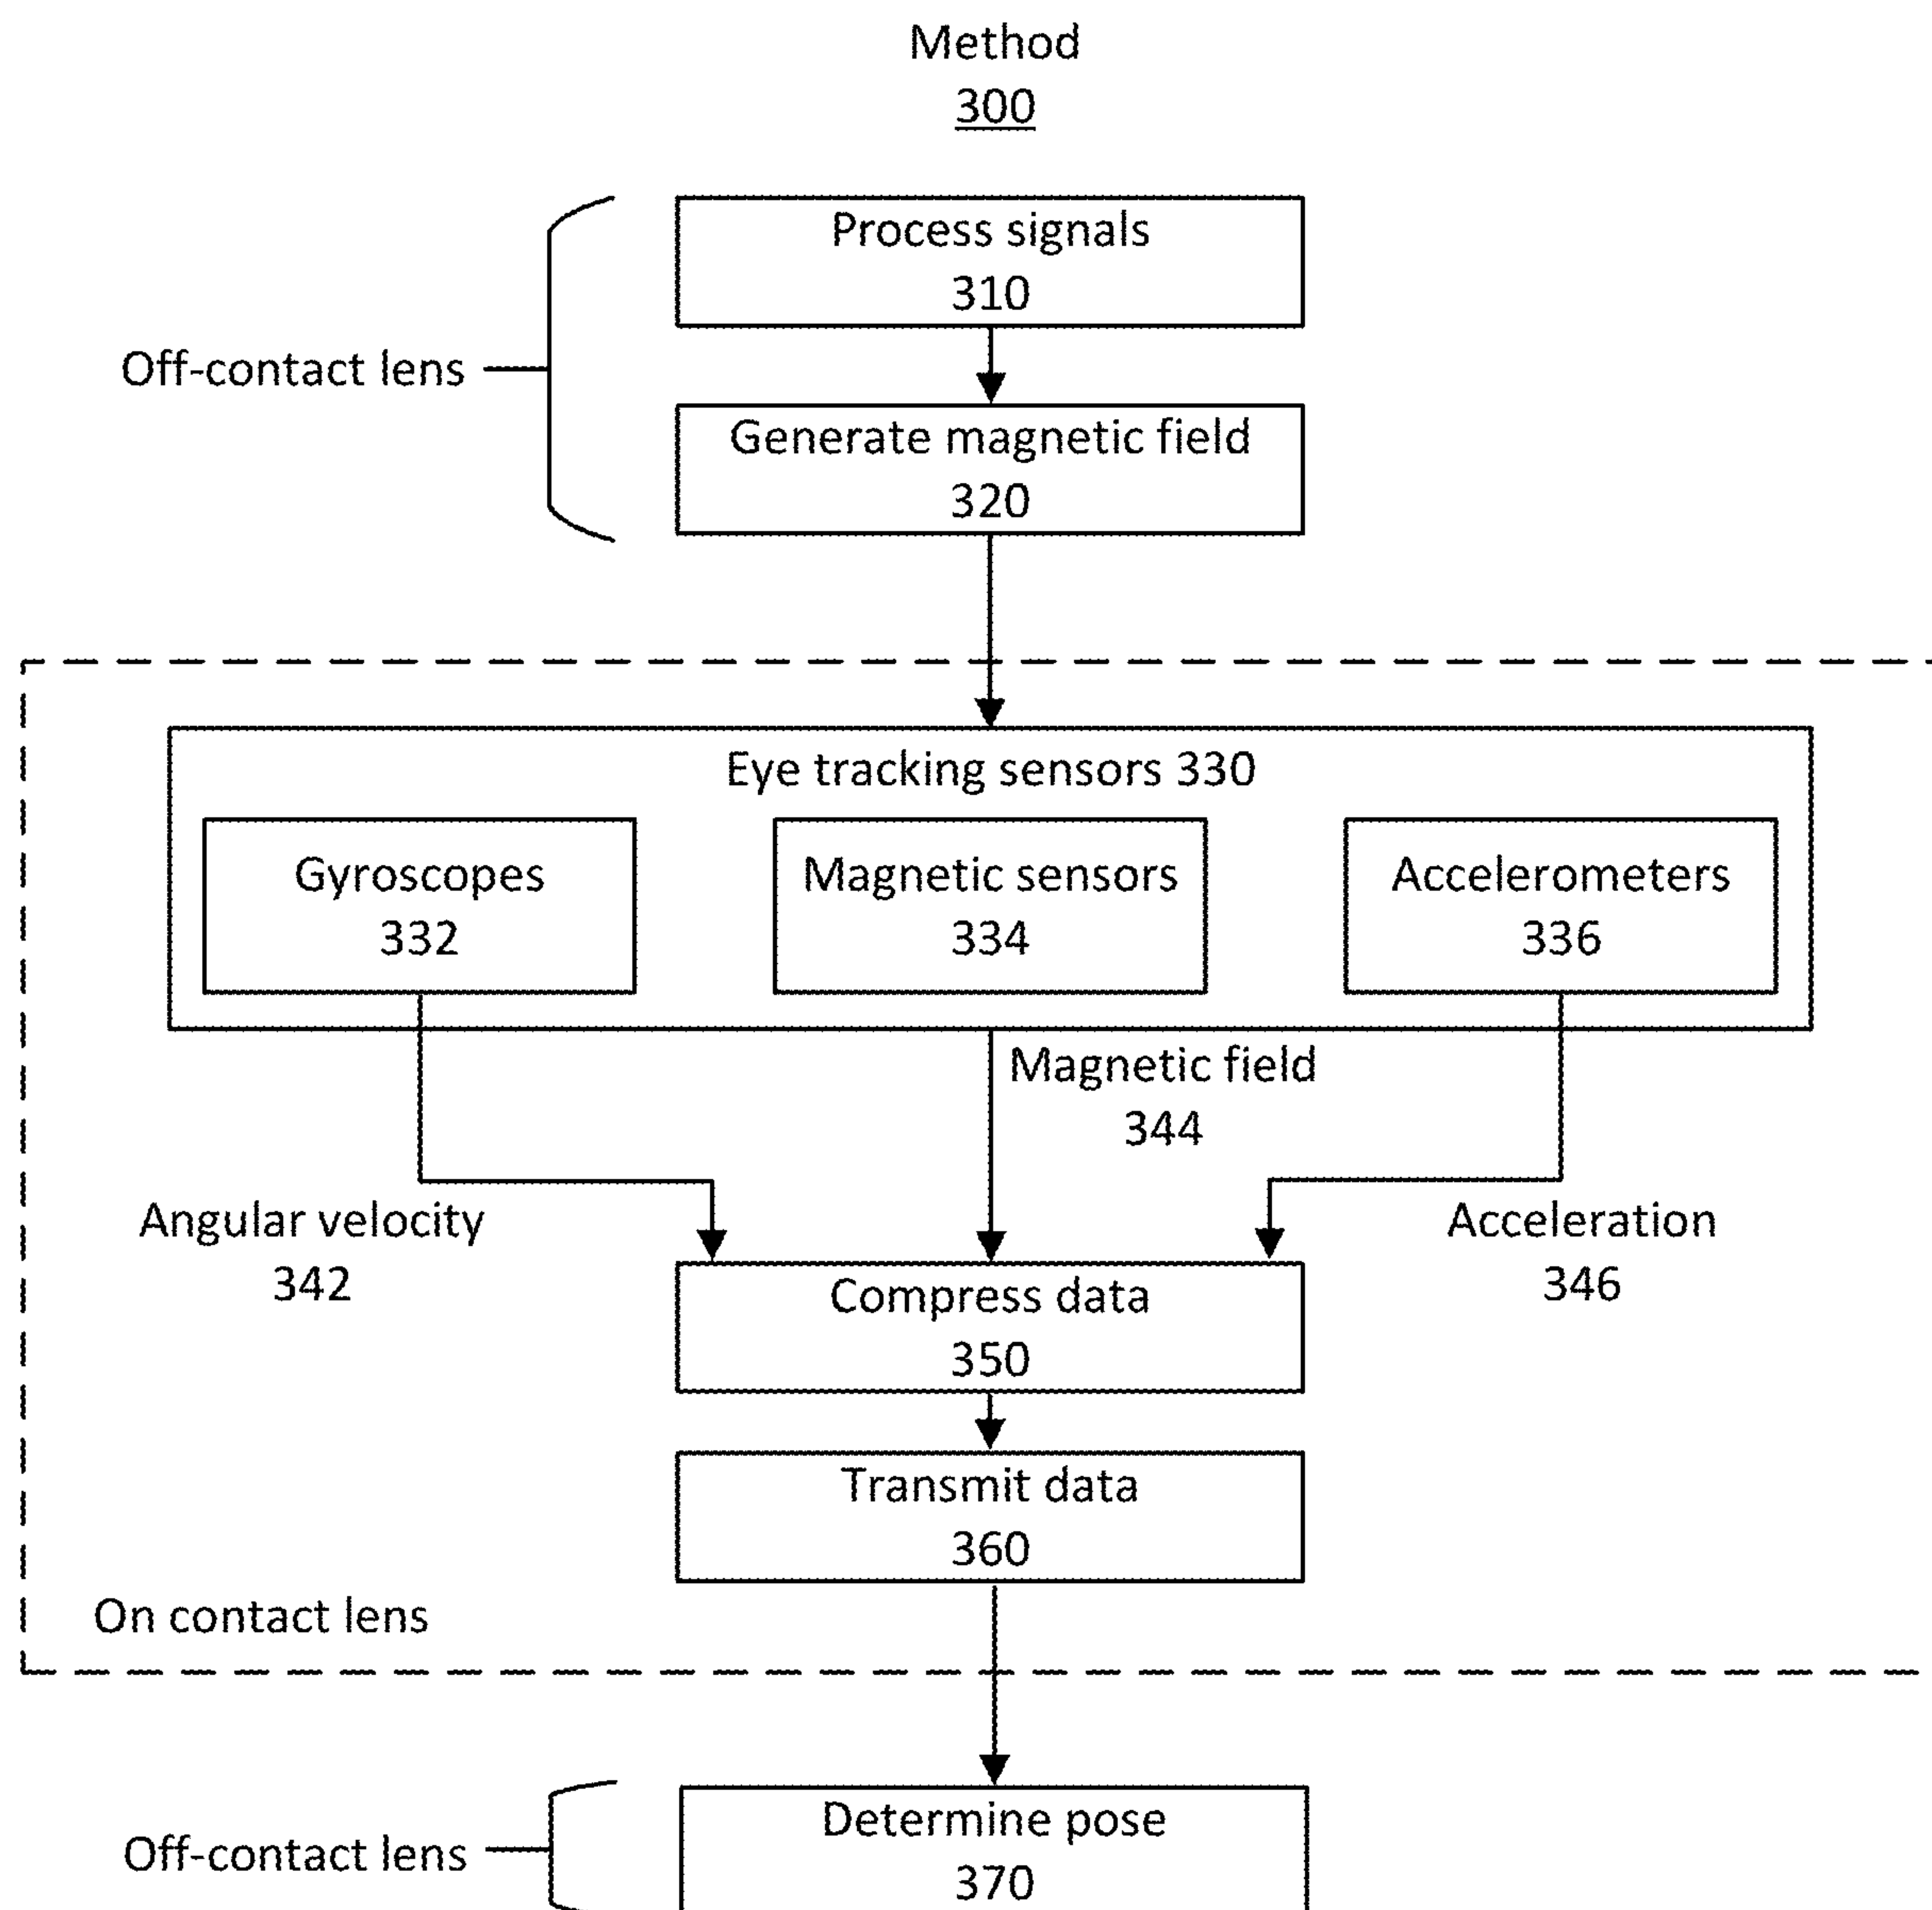 Method
300
Process signals
310
Off-contact lens
Generate magnetic field
320
Eye tracking sensors 330
Gyroscopes
332
Magnetic sensors
334
Accelerometers
336
Magnetic field
344
Angular velocity
342
Acceleration
346
Compress data
350
Transmit data
360
On contact lens
Determine pose
370
Off-contact lens